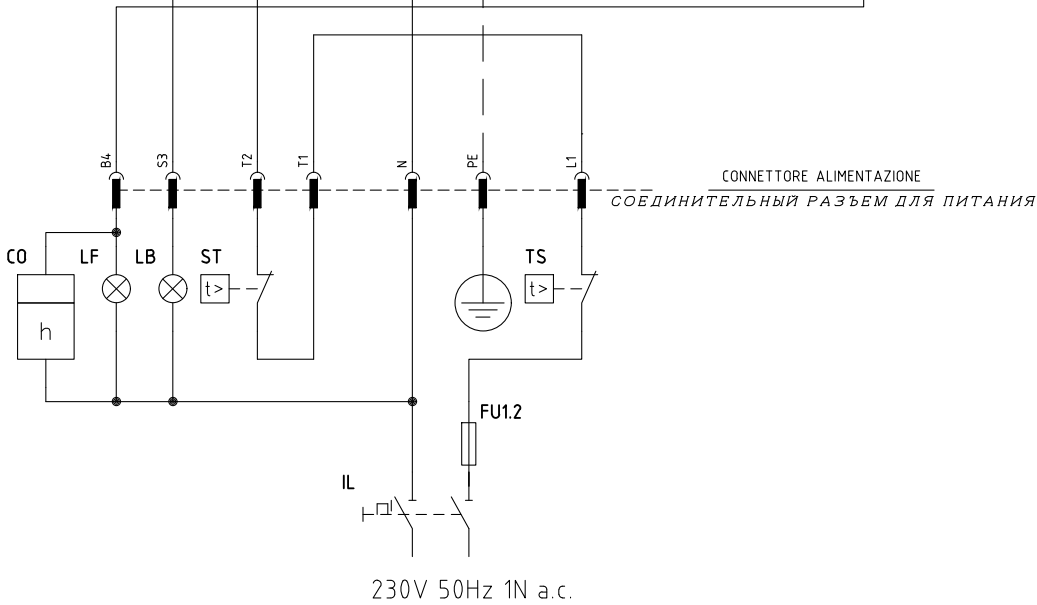 B4 S3 T2 T1 N PE L1
CONNETTORE ALIMENTAZIONE
СОЕДИНИТЕЛЬНЫЙ РАЗЪЕМ ДЛЯ ПИТАНИЯ
CO LF LB ST TS
t> t>
h
FU1.2
IL
230V 50Hz 1N a.c.